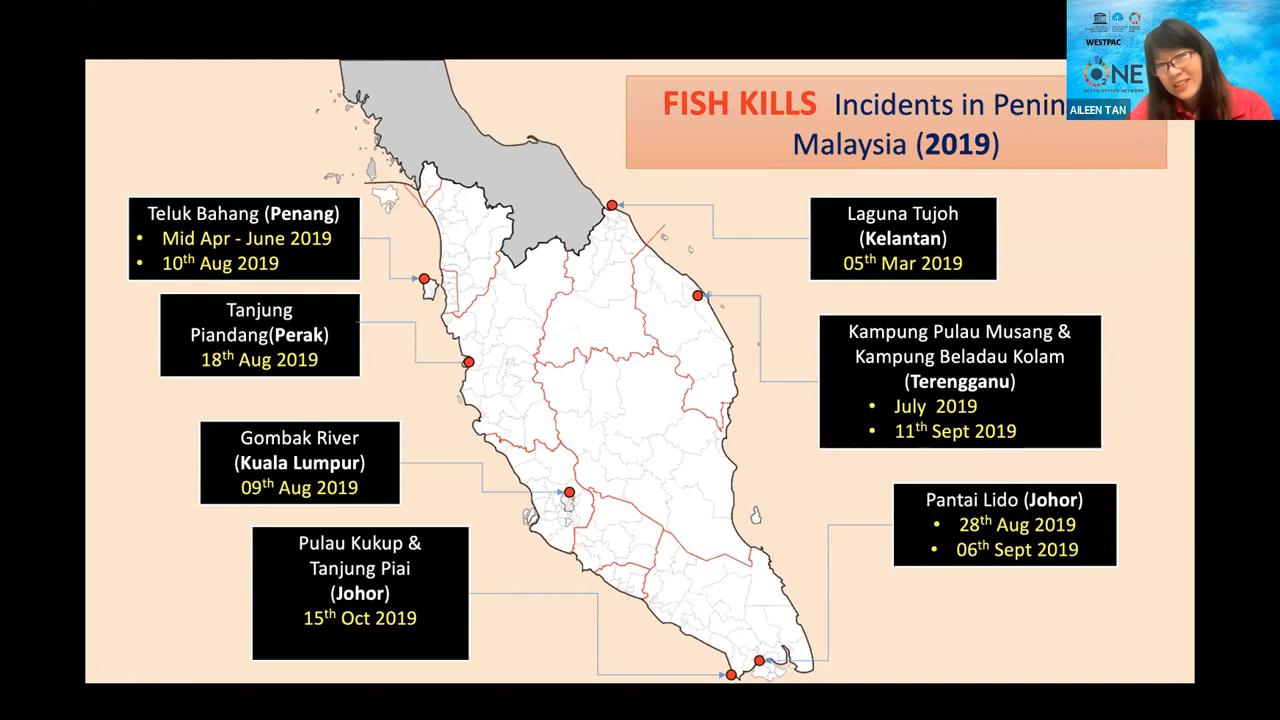 FISH KILLS Incidents in Penin
Malaysia (2019)
WESTPAC
ONE
OCEAN OXYGEN NETWORK
AILEEN TAN
Teluk Bahang (Penang)
• Mid Apr - June 2019
• 10th Aug 2019
Tanjung
Piandang(Perak)
18th Aug 2019
Gombak River
(Kuala Lumpur)
09th Aug 2019
Pulau Kukup &
Tanjung Piai
(Johor)
15th Oct 2019
Laguna Tujoh
(Kelantan)
05th Mar 2019
Kampung Pulau Musang &
Kampung Beladau Kolam
(Terengganu)
• July 2019
• 11th Sept 2019
Pantai Lido (Johor)
• 28th Aug 2019
• 06th Sept 2019